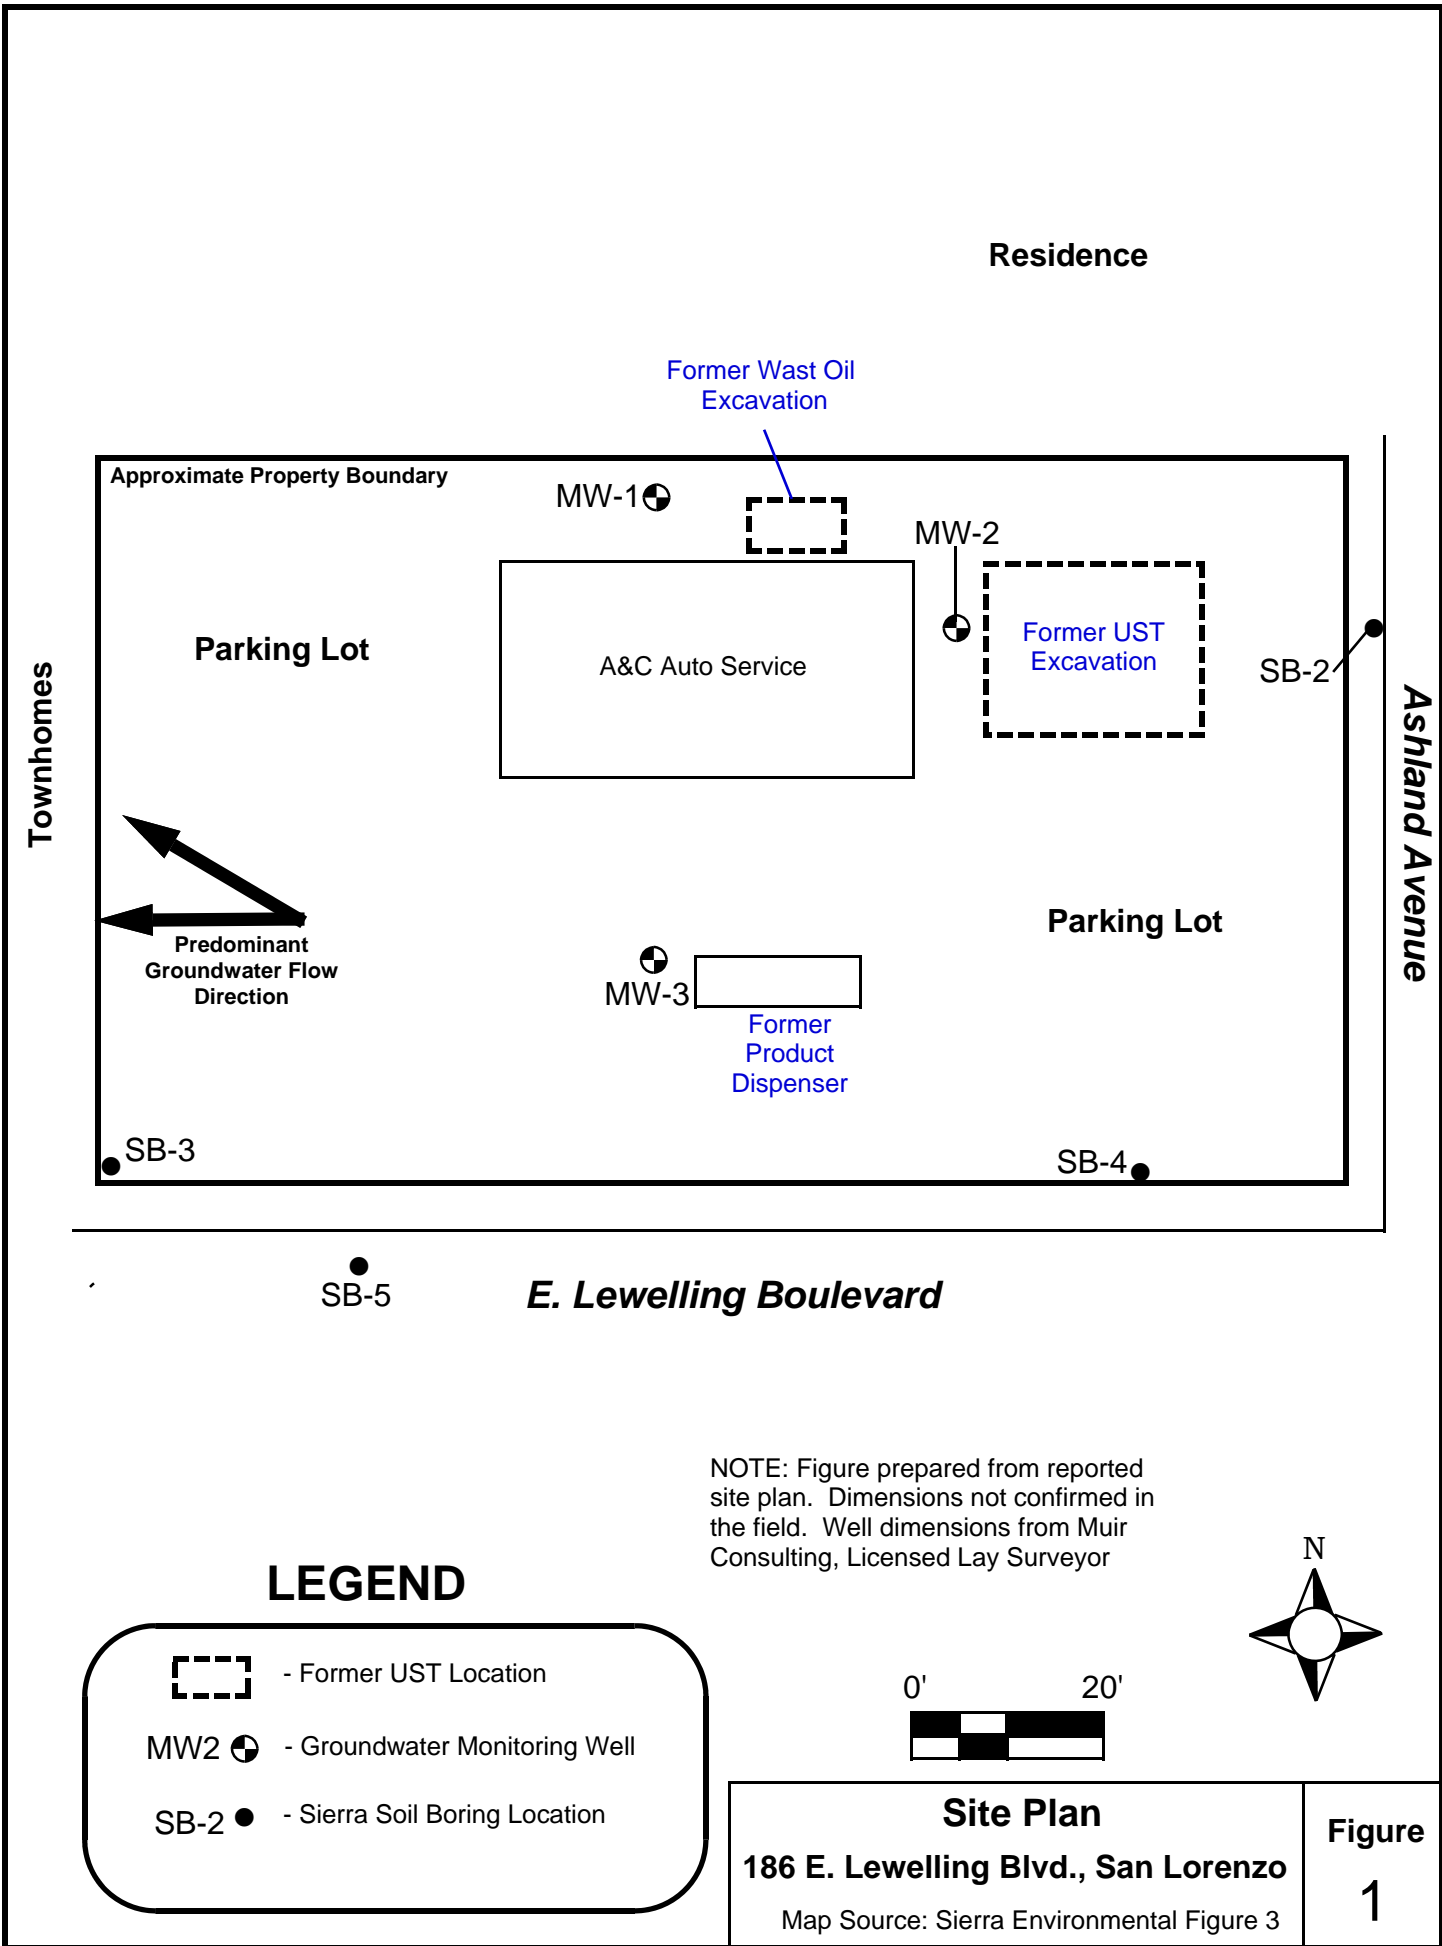 Residence
Former Wast Oil
Excavation
Approximate Property Boundary
MW-1
MW-2
Parking Lot
A&C Auto Service
Former UST
Excavation
SB-2
Townhomes
Ashland Avenue
Predominant
Groundwater Flow
Direction
Parking Lot
MW-3
Former
Product
Dispenser
SB-3
SB-4
SB-5
E. Lewelling Boulevard
NOTE: Figure prepared from reported
site plan. Dimensions not confirmed in
the field. Well dimensions from Muir
Consulting, Licensed Lay Surveyor
N
LEGEND
- Former UST Location
MW2 - Groundwater Monitoring Well
SB-2 - Sierra Soil Boring Location
0' 20'
Site Plan
186 E. Lewelling Blvd., San Lorenzo
Map Source: Sierra Environmental Figure 3
Figure
1